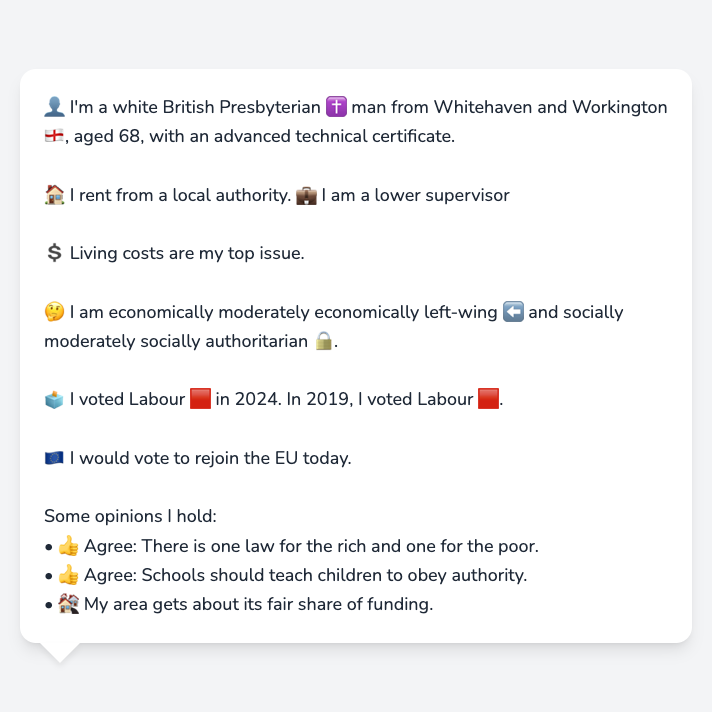 👤 I'm a white British Presbyterian ✝️ man from Whitehaven and Workington
🏴󠁧󠁢󠁥󠁮󠁧󠁿, aged 68, with an advanced technical certificate.
🏠 I rent from a local authority. 💼 I am a lower supervisor
💲 Living costs are my top issue.
🤔 I am economically moderately economically left-wing ⬅️ and socially
moderately socially authoritarian 🔒.
🗳️ I voted Labour 🟥 in 2024. In 2019, I voted Labour 🟥.
🇪🇺 I would vote to rejoin the EU today.
Some opinions I hold:
• 👍 Agree: There is one law for the rich and one for the poor.
• 👍 Agree: Schools should teach children to obey authority.
• 🏘️ My area gets about its fair share of funding.